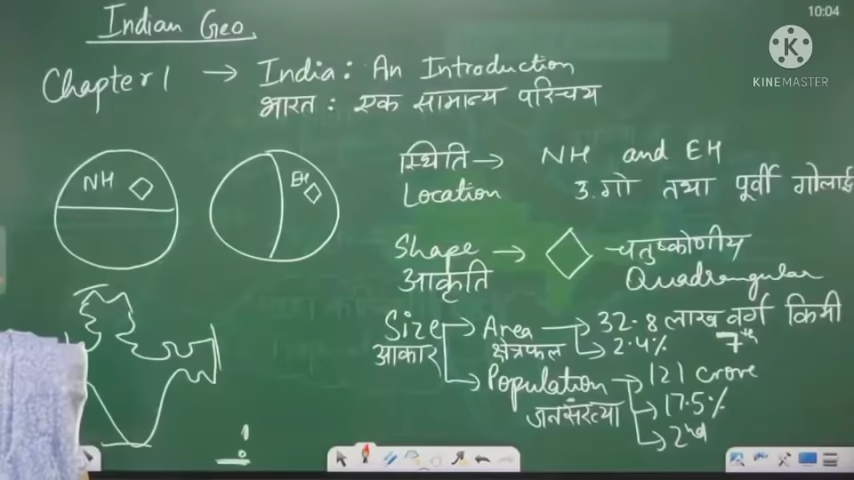 10:04
Indian Geo.
K
KINEMASTER
Chapter 1 → India: An Introduction
भारत : एक सामान्य परिचय
NH
EH
स्थिति → NH and EH
Location उ.गो तथा पूर्वी गोलार्द्ध
Shape → चतुष्कोणीय
आकृति Quadrangular
Size Area 32.8 लाख वर्ग किमी
आकार क्षेत्रफल 2.4% 7th
Population 121 crore
जनसंख्या 17.5%
2nd